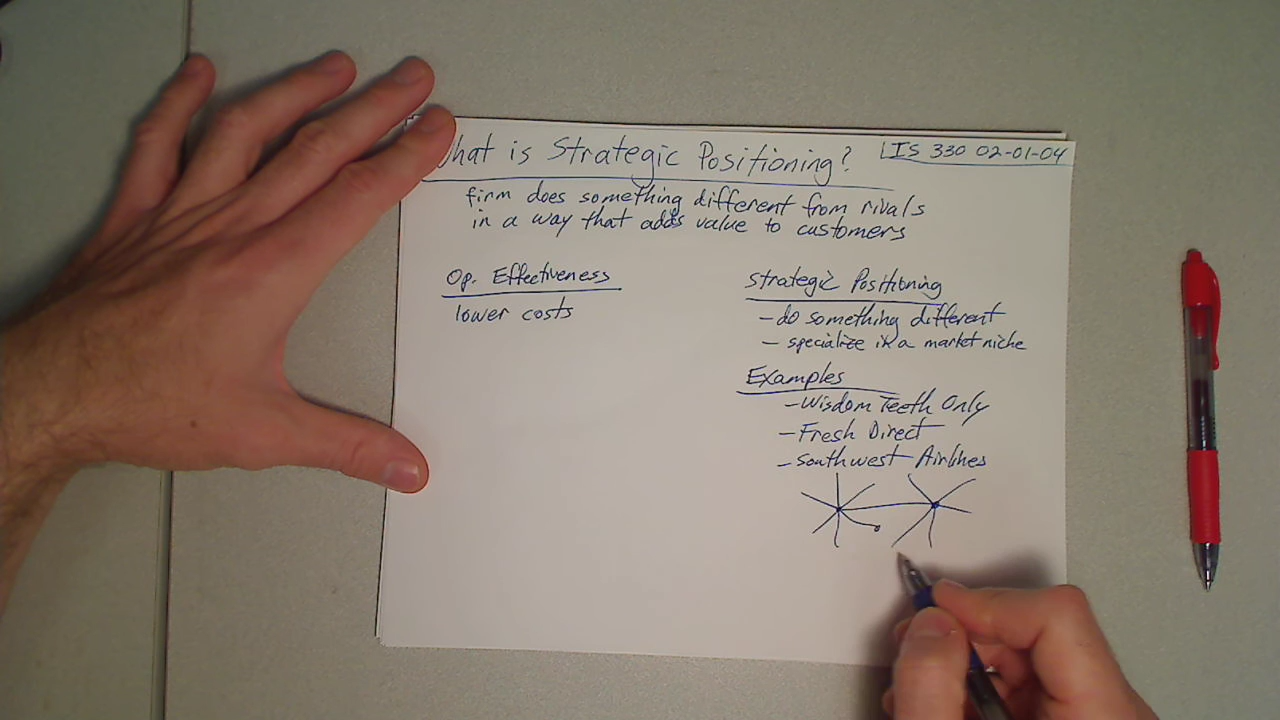 What is Strategic Positioning?
LIS 330 02-01-04
firm does something different from rivals
in a way that adds value to customers
Op. Effectiveness
lower costs
Strategic Positioning
- do something different
- specialize in a market niche
Examples
- Wisdom Teeth Only
- Fresh Direct
- Southwest Airlines